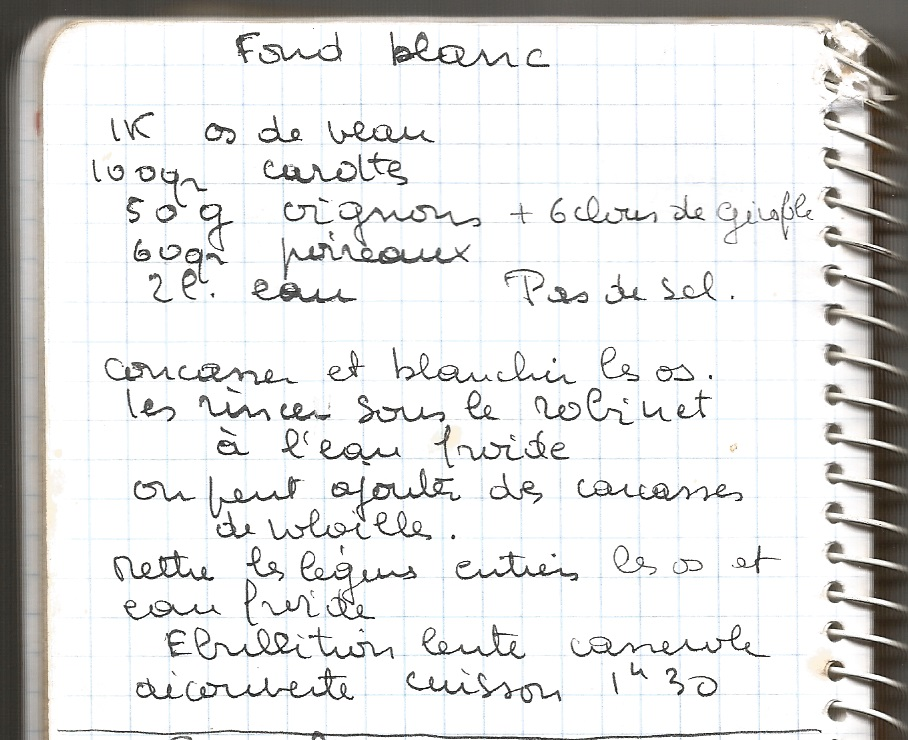 Fond blanc
1K os de veau
100gr carottes
50g oignons + 6 clous de girofle
60gr poireaux
2l. eau Pas de sel.
concasser et blanchir les os.
les rincer sous le robinet
à l'eau froide
on peut ajouter des carcasses
de volaille.
Mettre les légums entiers les os et
eau froide
Ebullition lente casserole
découverte cuisson 1h30